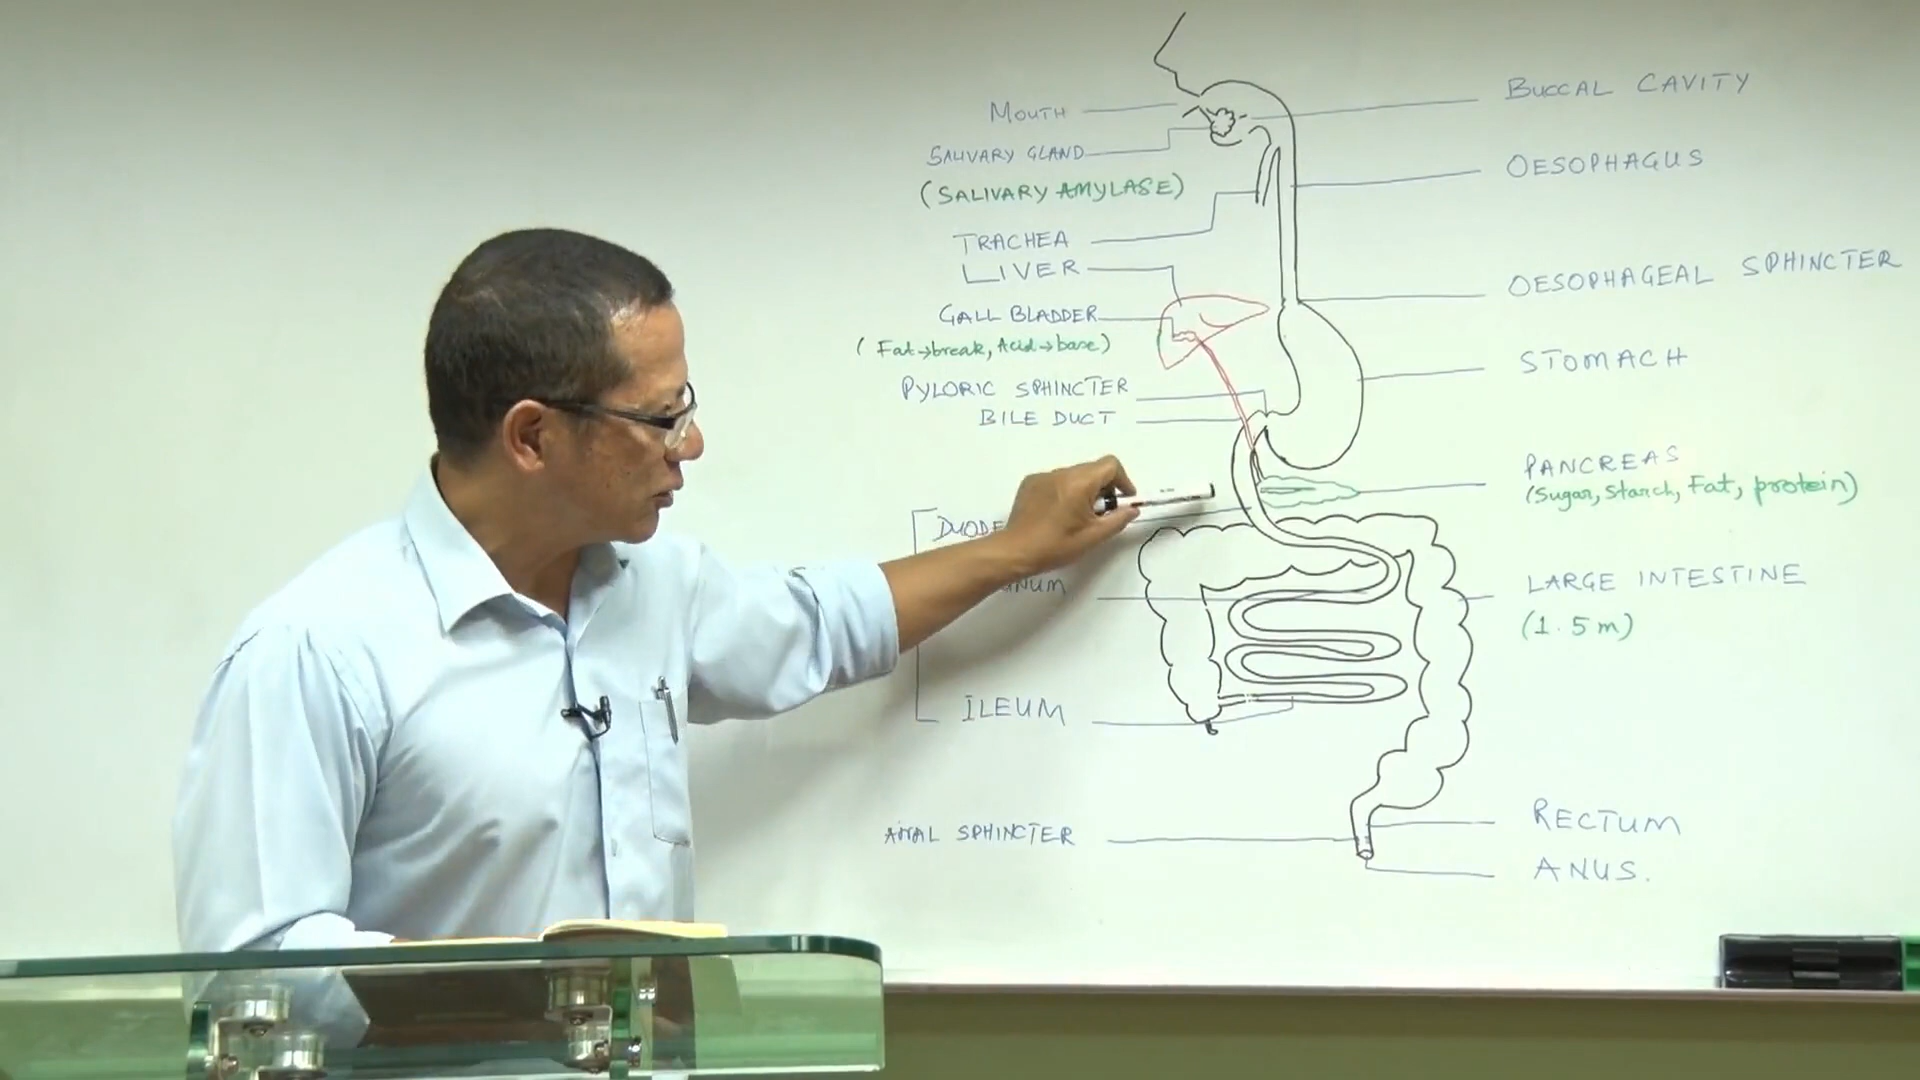 MOUTH
SALIVARY GLAND
(SALIVARY AMYLASE)
TRACHEA
LIVER
GALL BLADDER
( Fat→break, Acid→base)
PYLORIC SPHINCTER
BILE DUCT
ILEUM
ANAL SPHINCTER
BUCCAL CAVITY
OESOPHAGUS
OESOPHAGEAL SPHINCTER
STOMACH
PANCREAS
(Sugar, Starch, Fat, protein)
LARGE INTESTINE
(1.5m)
RECTUM
ANUS.